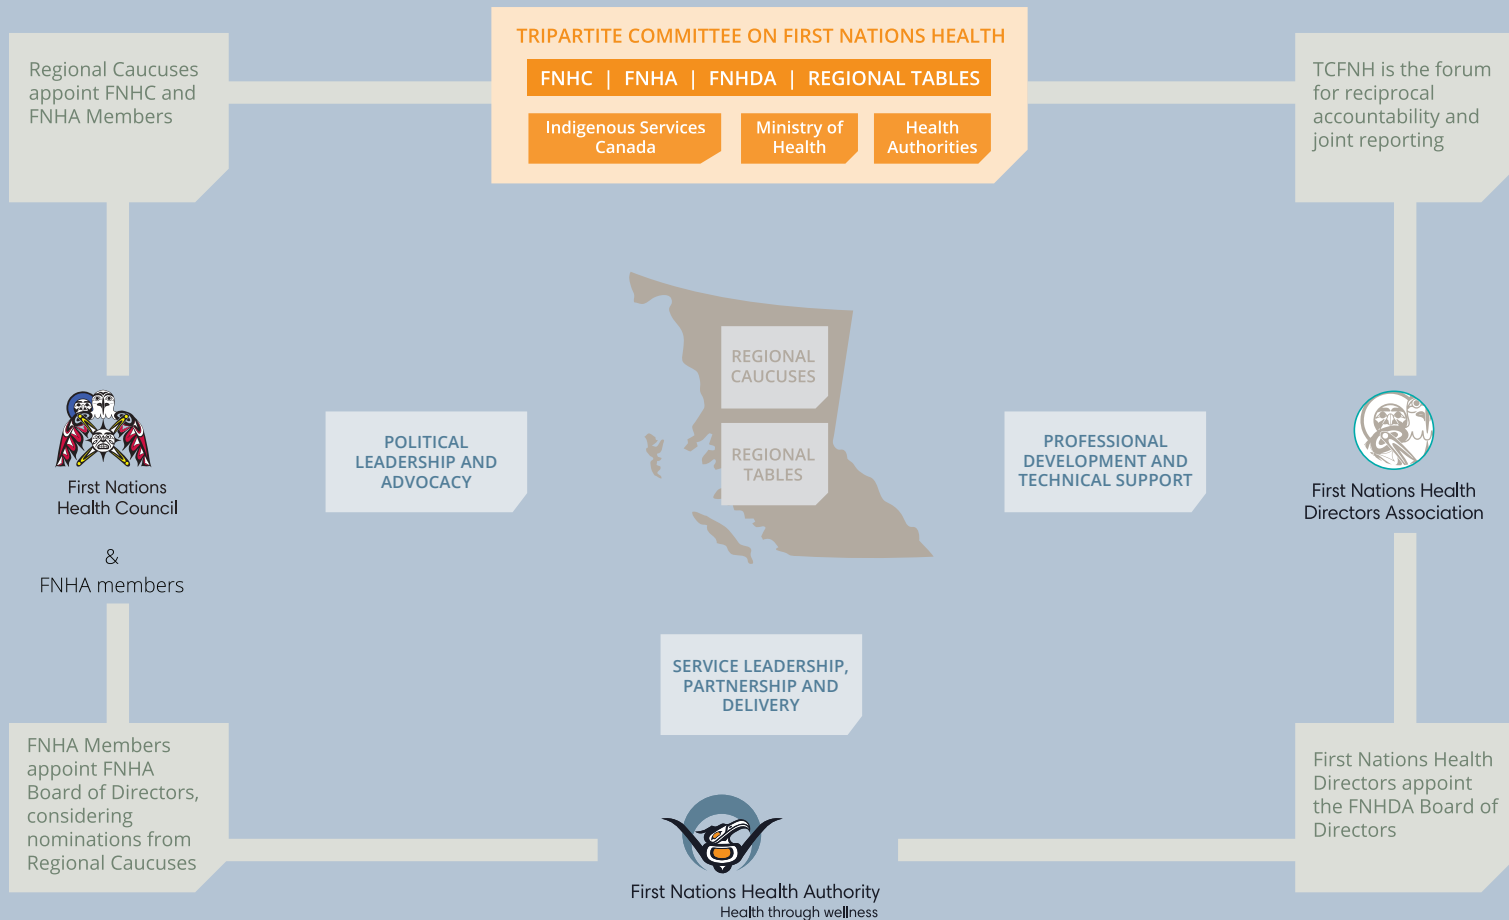 TRIPARTITE COMMITTEE ON FIRST NATIONS HEALTH
FNHC | FNHA | FNHDA | REGIONAL TABLES
Indigenous Services
Canada
Ministry of
Health
Health
Authorities
Regional Caucuses
appoint FNHC and
FNHA Members
TCFNH is the forum
for reciprocal
accountability and
joint reporting
REGIONAL
CAUCUSES
REGIONAL
TABLES
First Nations
Health Council
&
FNHA members
POLITICAL
LEADERSHIP AND
ADVOCACY
PROFESSIONAL
DEVELOPMENT AND
TECHNICAL SUPPORT
First Nations Health
Directors Association
SERVICE LEADERSHIP,
PARTNERSHIP AND
DELIVERY
FNHA Members
appoint FNHA
Board of Directors,
considering
nominations from
Regional Caucuses
First Nations Health Authority
Health through wellness
First Nations Health
Directors appoint
the FNHDA Board of
Directors